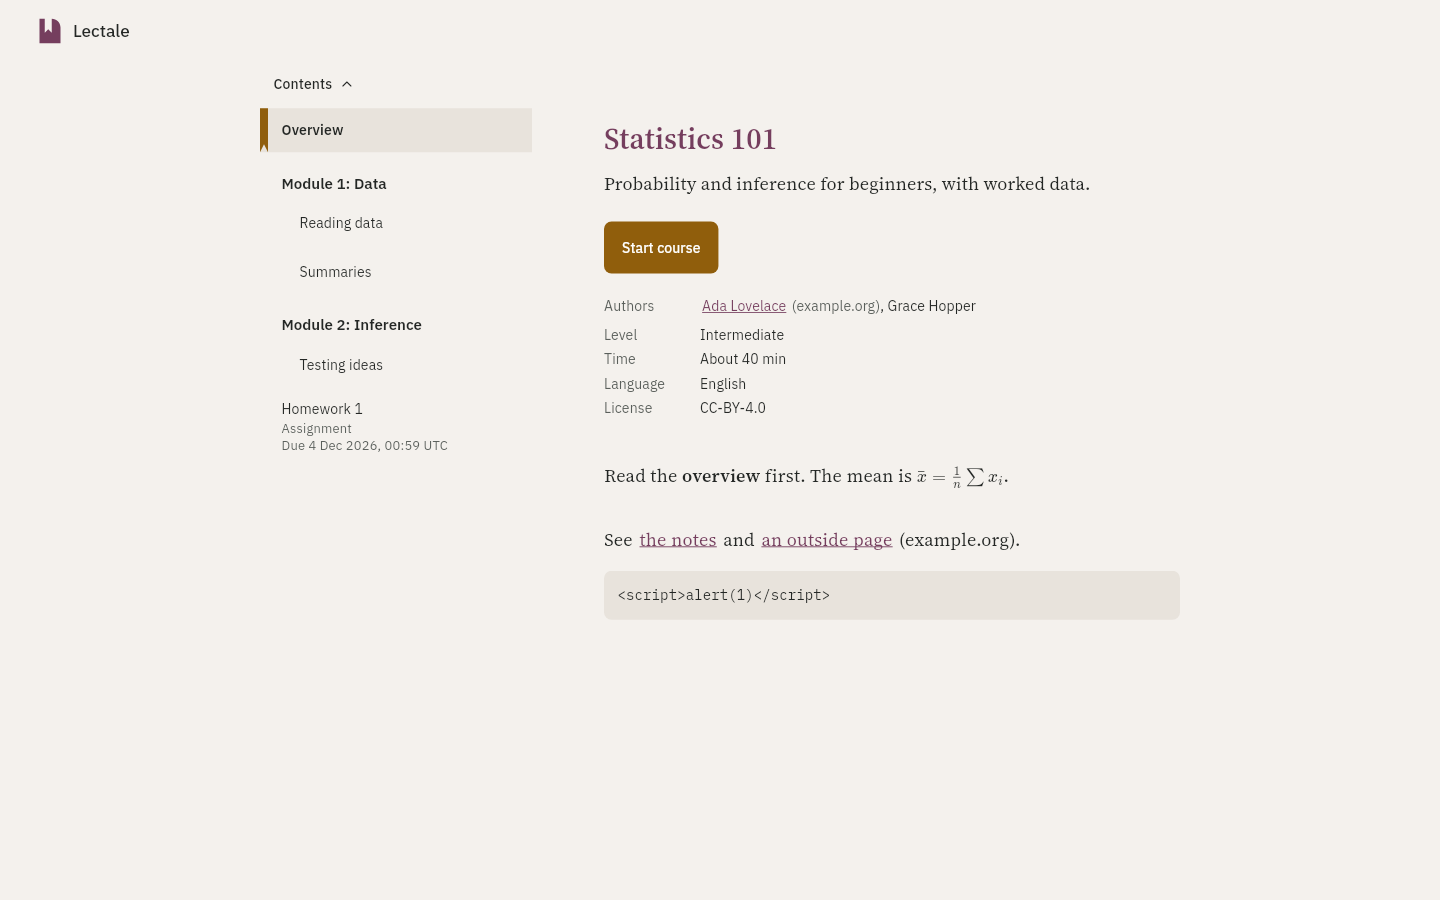 Lectale
Contents
Overview
Module 1: Data
Reading data
Summaries
Module 2: Inference
Testing ideas
Homework 1
Assignment
Due 4 Dec 2026, 00:59 UTC
Statistics 101
Probability and inference for beginners, with worked data.
Start course
Authors Ada Lovelace (example.org), Grace Hopper
Level Intermediate
Time About 40 min
Language English
License CC-BY-4.0
Read the overview first. The mean is x̄ = 1/n ∑ xᵢ.
See the notes and an outside page (example.org).
<script>alert(1)</script>